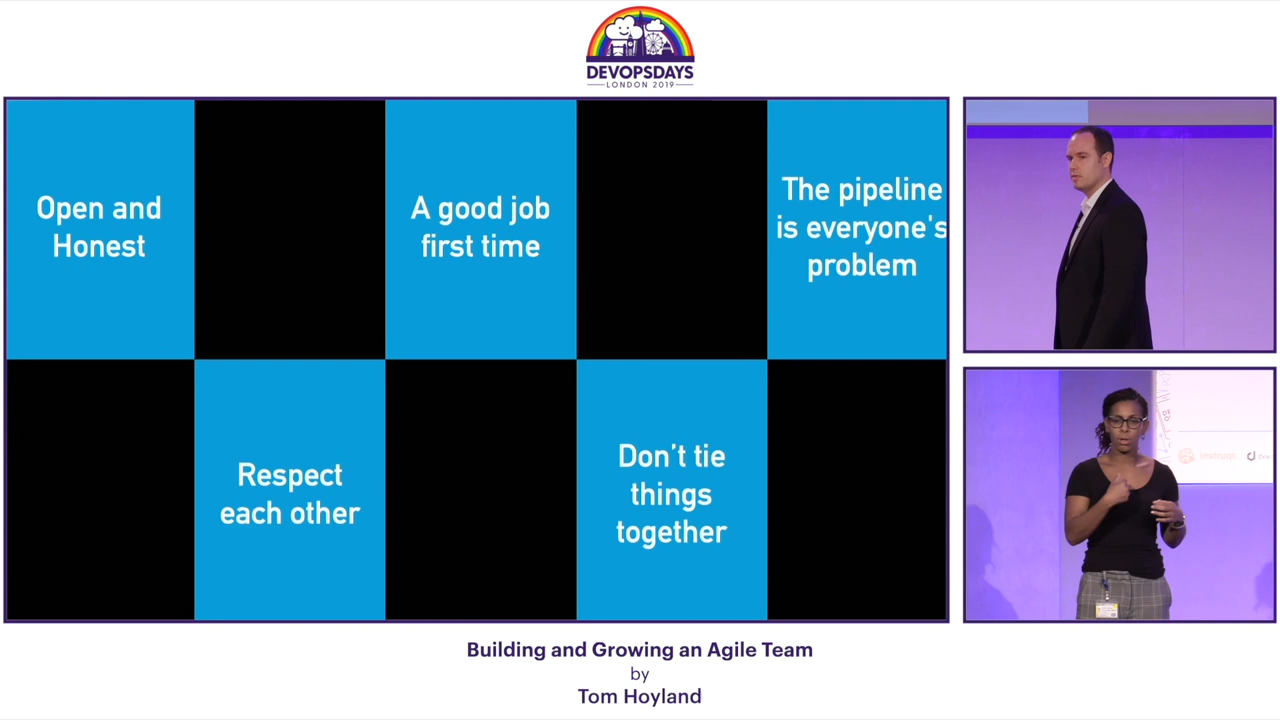 DEVOPSDAYS
LONDON 2019
Open and
Honest
A good job
first time
The pipeline
is everyone's
problem
Respect
each other
Don't tie
things
together
Building and Growing an Agile Team
by
Tom Hoyland